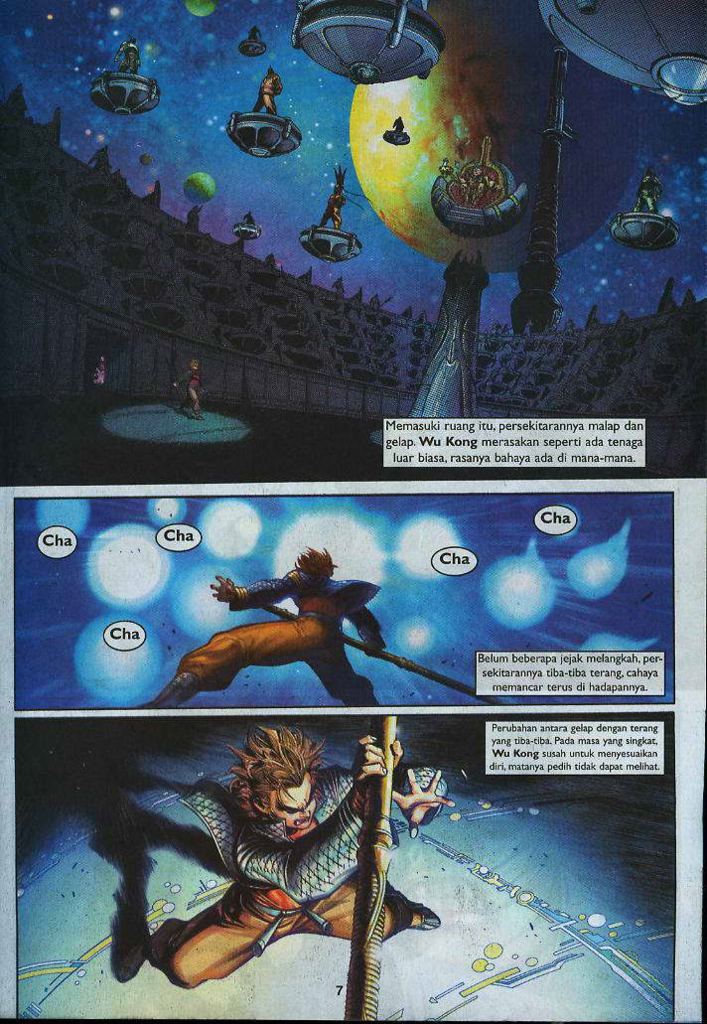 Memasuki ruang itu, persekitarannya malap dan
gelap. Wu Kong merasakan seperti ada tenaga
luar biasa, rasanya bahaya ada di mana-mana.
Cha
Cha
Cha
Cha
Cha
Belum beberapa jejak melangkah, per-
sekitarannya tiba-tiba terang, cahaya
memancar terus di hadapannya.
Perubahan antara gelap dengan terang
yang tiba-tiba. Pada masa yang singkat,
Wu Kong susah untuk menyesuaikan
diri, matanya pedih tidak dapat melihat.
7